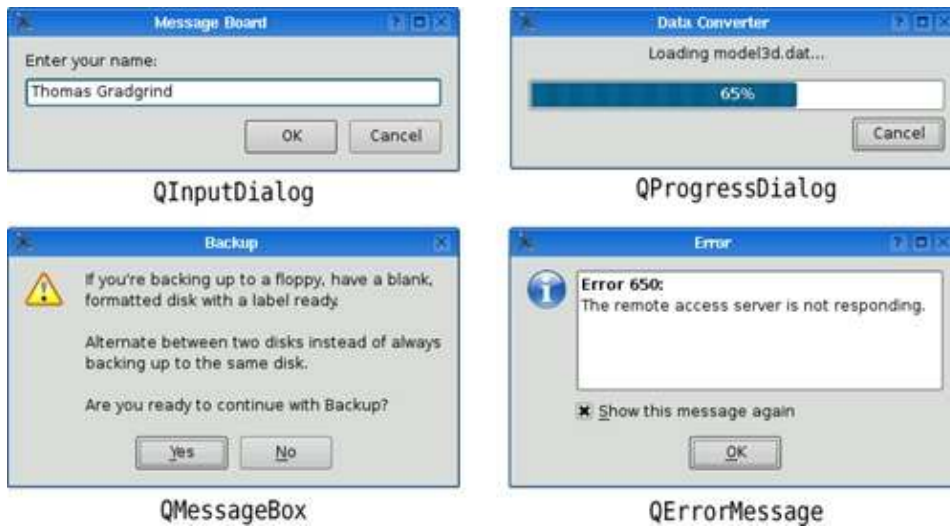 Message Board
Enter your name:
Thomas Gradgrind
OK Cancel
QInputDialog
Data Converter
Loading model3d.dat...
65%
Cancel
QProgressDialog
Backup
If you're backing up to a floppy, have a blank,
formatted disk with a label ready.
Alternate between two disks instead of always
backing up to the same disk.
Are you ready to continue with Backup?
Yes No
QMessageBox
Error
Error 650:
The remote access server is not responding.
Show this message again
OK
QErrorMessage